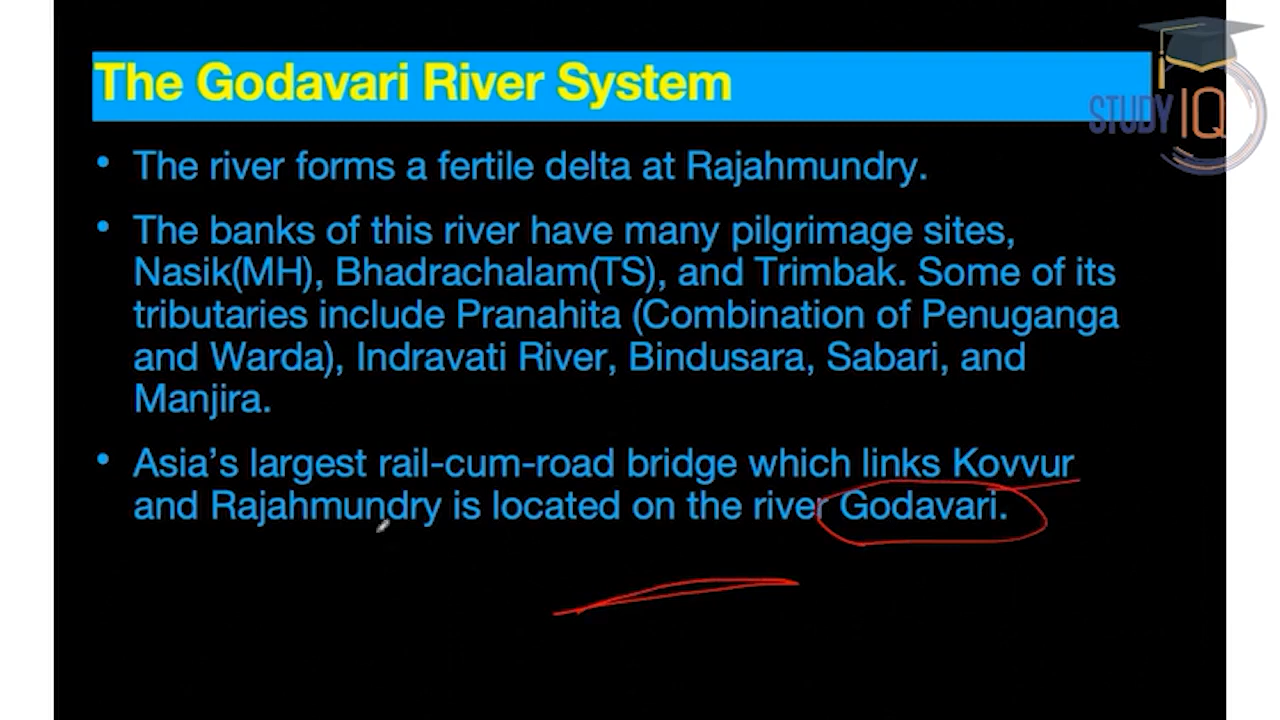 The Godavari River System
STUDY IQ
• The river forms a fertile delta at Rajahmundry.
• The banks of this river have many pilgrimage sites,
Nasik(MH), Bhadrachalam(TS), and Trimbak. Some of its
tributaries include Pranahita (Combination of Penuganga
and Warda), Indravati River, Bindusara, Sabari, and
Manjira.
• Asia’s largest rail-cum-road bridge which links Kovvur
and Rajahmundry is located on the river Godavari.